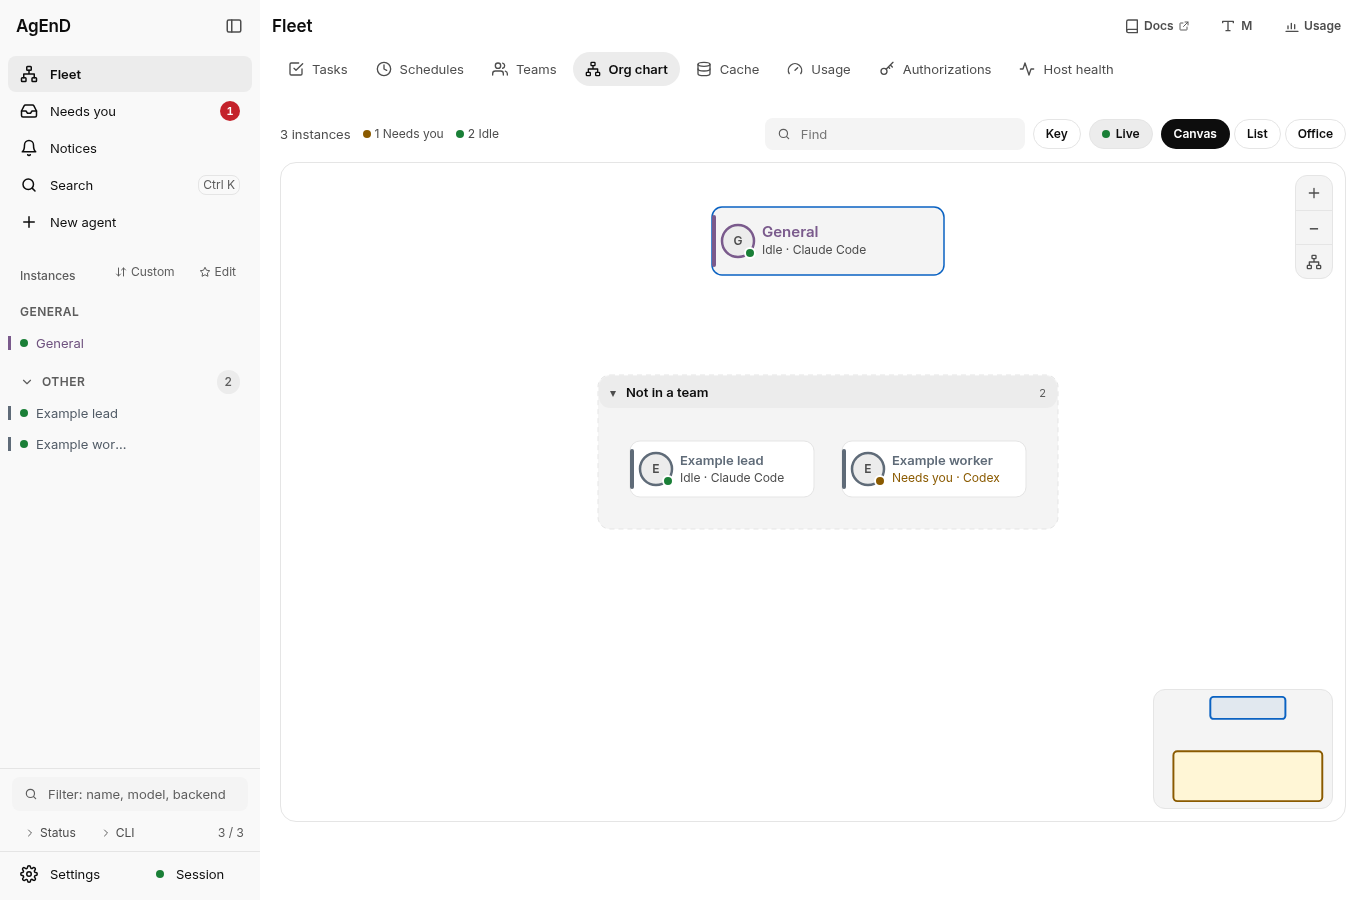 AgEnD
Fleet
Needs you 1
Notices
Search Ctrl K
New agent
Instances Custom Edit
GENERAL
General
OTHER 2
Example lead
Example wor...
Filter: name, model, backend
Status CLI 3 / 3
Settings Session
Fleet
Docs M Usage
Tasks Schedules Teams Org chart Cache Usage Authorizations Host health
3 instances 1 Needs you 2 Idle
Find Key Live Canvas List Office
G General
Idle · Claude Code
Not in a team 2
E Example lead
Idle · Claude Code
E Example worker
Needs you · Codex